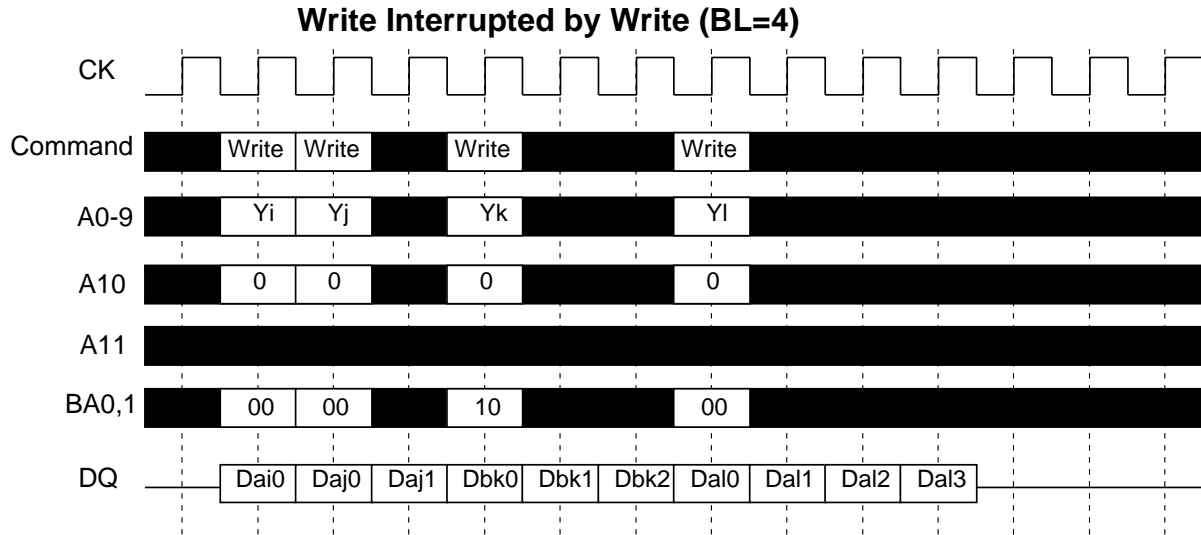 Write Interrupted by Write (BL=4)
CK
Command Write Write Write Write
A0-9 Yi Yj Yk Yl
A10 0 0 0 0
A11
BA0,1 00 00 10 00
DQ Dai0 Daj0 Daj1 Dbk0 Dbk1 Dbk2 Dal0 Dal1 Dal2 Dal3